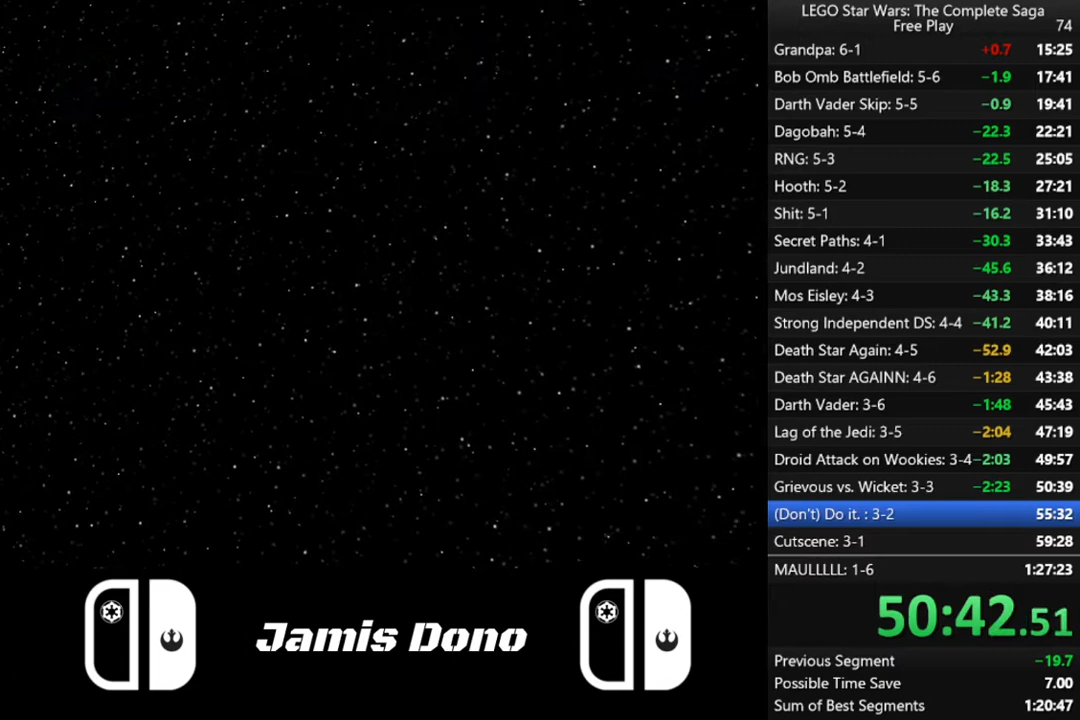 LEGO Star Wars: The Complete Saga
Free Play 74
Grandpa: 6-1 +0.7 15:25
Bob Omb Battlefield: 5-6 −1.9 17:41
Darth Vader Skip: 5-5 −0.9 19:41
Dagobah: 5-4 −22.3 22:21
RNG: 5-3 −22.5 25:05
Hooth: 5-2 −18.3 27:21
Shit: 5-1 −16.2 31:10
Secret Paths: 4-1 −30.3 33:43
Jundland: 4-2 −45.6 36:12
Mos Eisley: 4-3 −43.3 38:16
Strong Independent DS: 4-4 −41.2 40:11
Death Star Again: 4-5 −52.9 42:03
Death Star AGAINN: 4-6 −1:28 43:38
Darth Vader: 3-6 −1:48 45:43
Lag of the Jedi: 3-5 −2:04 47:19
Droid Attack on Wookies: 3-4 −2:03 49:57
Grievous vs. Wicket: 3-3 −2:23 50:39
(Don't) Do it. : 3-2 55:32
Cutscene: 3-1 59:28
MAULLLLL: 1-6 1:27:23
50:42.51
Previous Segment −19.7
Possible Time Save 7.00
Sum of Best Segments 1:20:47
Jamis Dono